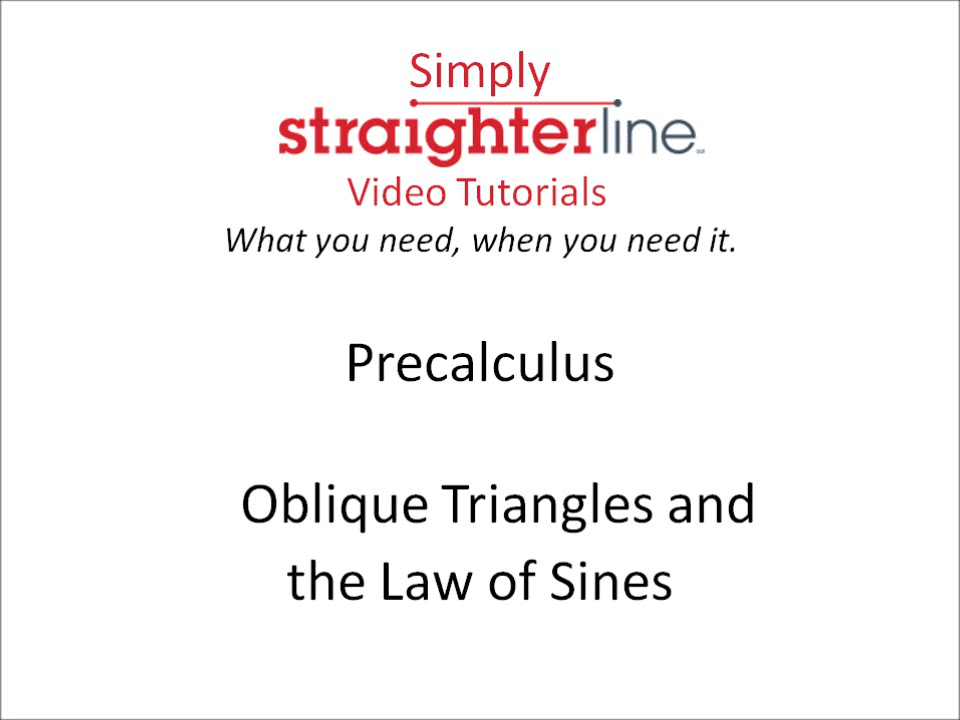 Simply
straighterline
Video Tutorials
What you need, when you need it.
Precalculus
Oblique Triangles and
the Law of Sines